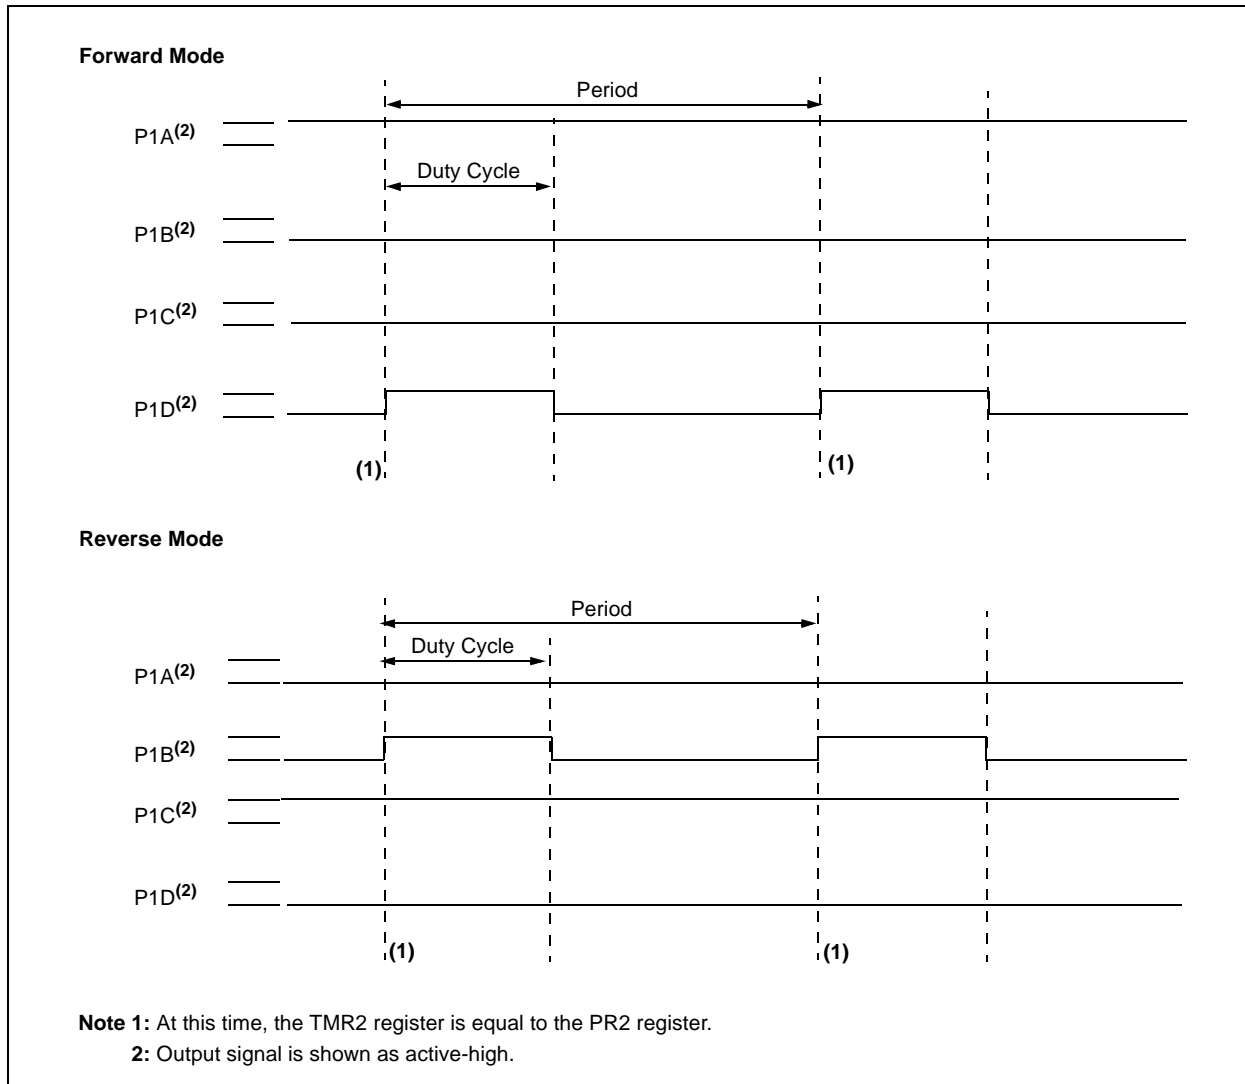 Forward Mode
Period
P1A(2)
Duty Cycle
P1B(2)
P1C(2)
P1D(2)
(1)
(1)
Reverse Mode
Period
Duty Cycle
P1A(2)
P1B(2)
P1C(2)
P1D(2)
(1)
(1)
Note 1: At this time, the TMR2 register is equal to the PR2 register.
2: Output signal is shown as active-high.